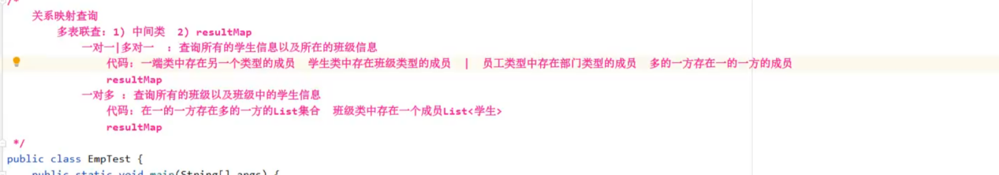 /*
关系映射查询
多表联查：1) 中间类 2) resultMap
一对一|多对一 ：查询所有的学生信息以及所在的班级信息
代码：一端类中存在另一个类型的成员 学生类中存在班级类型的成员 | 员工类型中存在部门类型的成员 多的一方存在一的一方的成员
resultMap
一对多 ：查询所有的班级以及班级中的学生信息
代码：在一的一方存在多的一方的List集合 班级类中存在一个成员List<学生>
resultMap
*/
public class EmpTest {
public static void main(String[] args) {